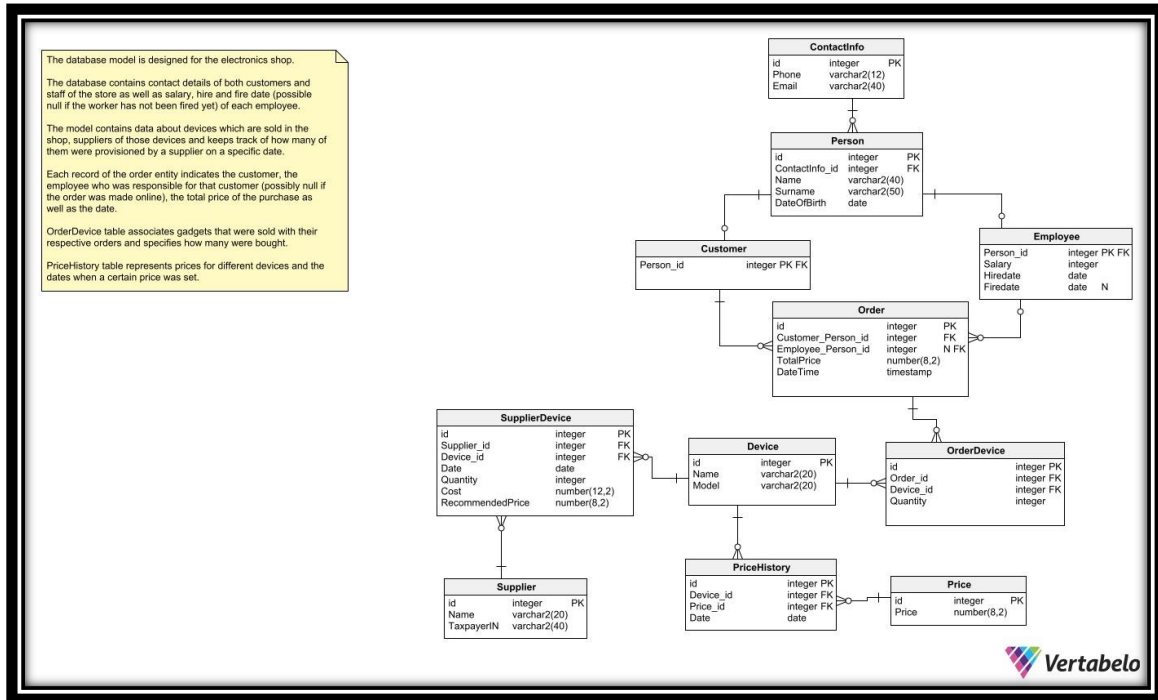 The database model is designed for the electronics shop.
The database contains contact details of both customers and
staff of the store as well as salary, hire and fire date (possible
null if the worker has not been fired yet) of each employee.
The model contains data about devices which are sold in the
shop, suppliers of those devices and keeps track of how many of
them were provisioned by a supplier on a specific date.
Each record of the order entity indicates the customer, the
employee who was responsible for that customer (possibly null if
the order was made online), the total price of the purchase as
well as the date.
OrderDevice table associates gadgets that were sold with their
respective orders and specifies how many were bought.
PriceHistory table represents prices for different devices and the
dates when a certain price was set.
ContactInfo
id integer PK
Phone varchar2(12)
Email varchar2(40)
Person
id integer PK
ContactInfo_id integer FK
Name varchar2(40)
Surname varchar2(50)
DateOfBirth date
Customer
Person_id integer PK FK
Employee
Person_id integer PK FK
Salary integer
Hiredate date
Firedate date N
Order
id integer PK
Customer_Person_id integer FK
Employee_Person_id integer N FK
TotalPrice number(8,2)
DateTime timestamp
SupplierDevice
id integer PK
Supplier_id integer FK
Device_id integer FK
Date date
Quantity integer
Cost number(12,2)
RecommendedPrice number(8,2)
Device
id integer PK
Name varchar2(20)
Model varchar2(20)
OrderDevice
id integer PK
Order_id integer FK
Device_id integer FK
Quantity integer
Supplier
id integer PK
Name varchar2(20)
TaxpayerIN varchar2(40)
PriceHistory
id integer PK
Device_id integer FK
Price_id integer FK
Date date
Price
id integer PK
Price number(8,2)
Vertabelo